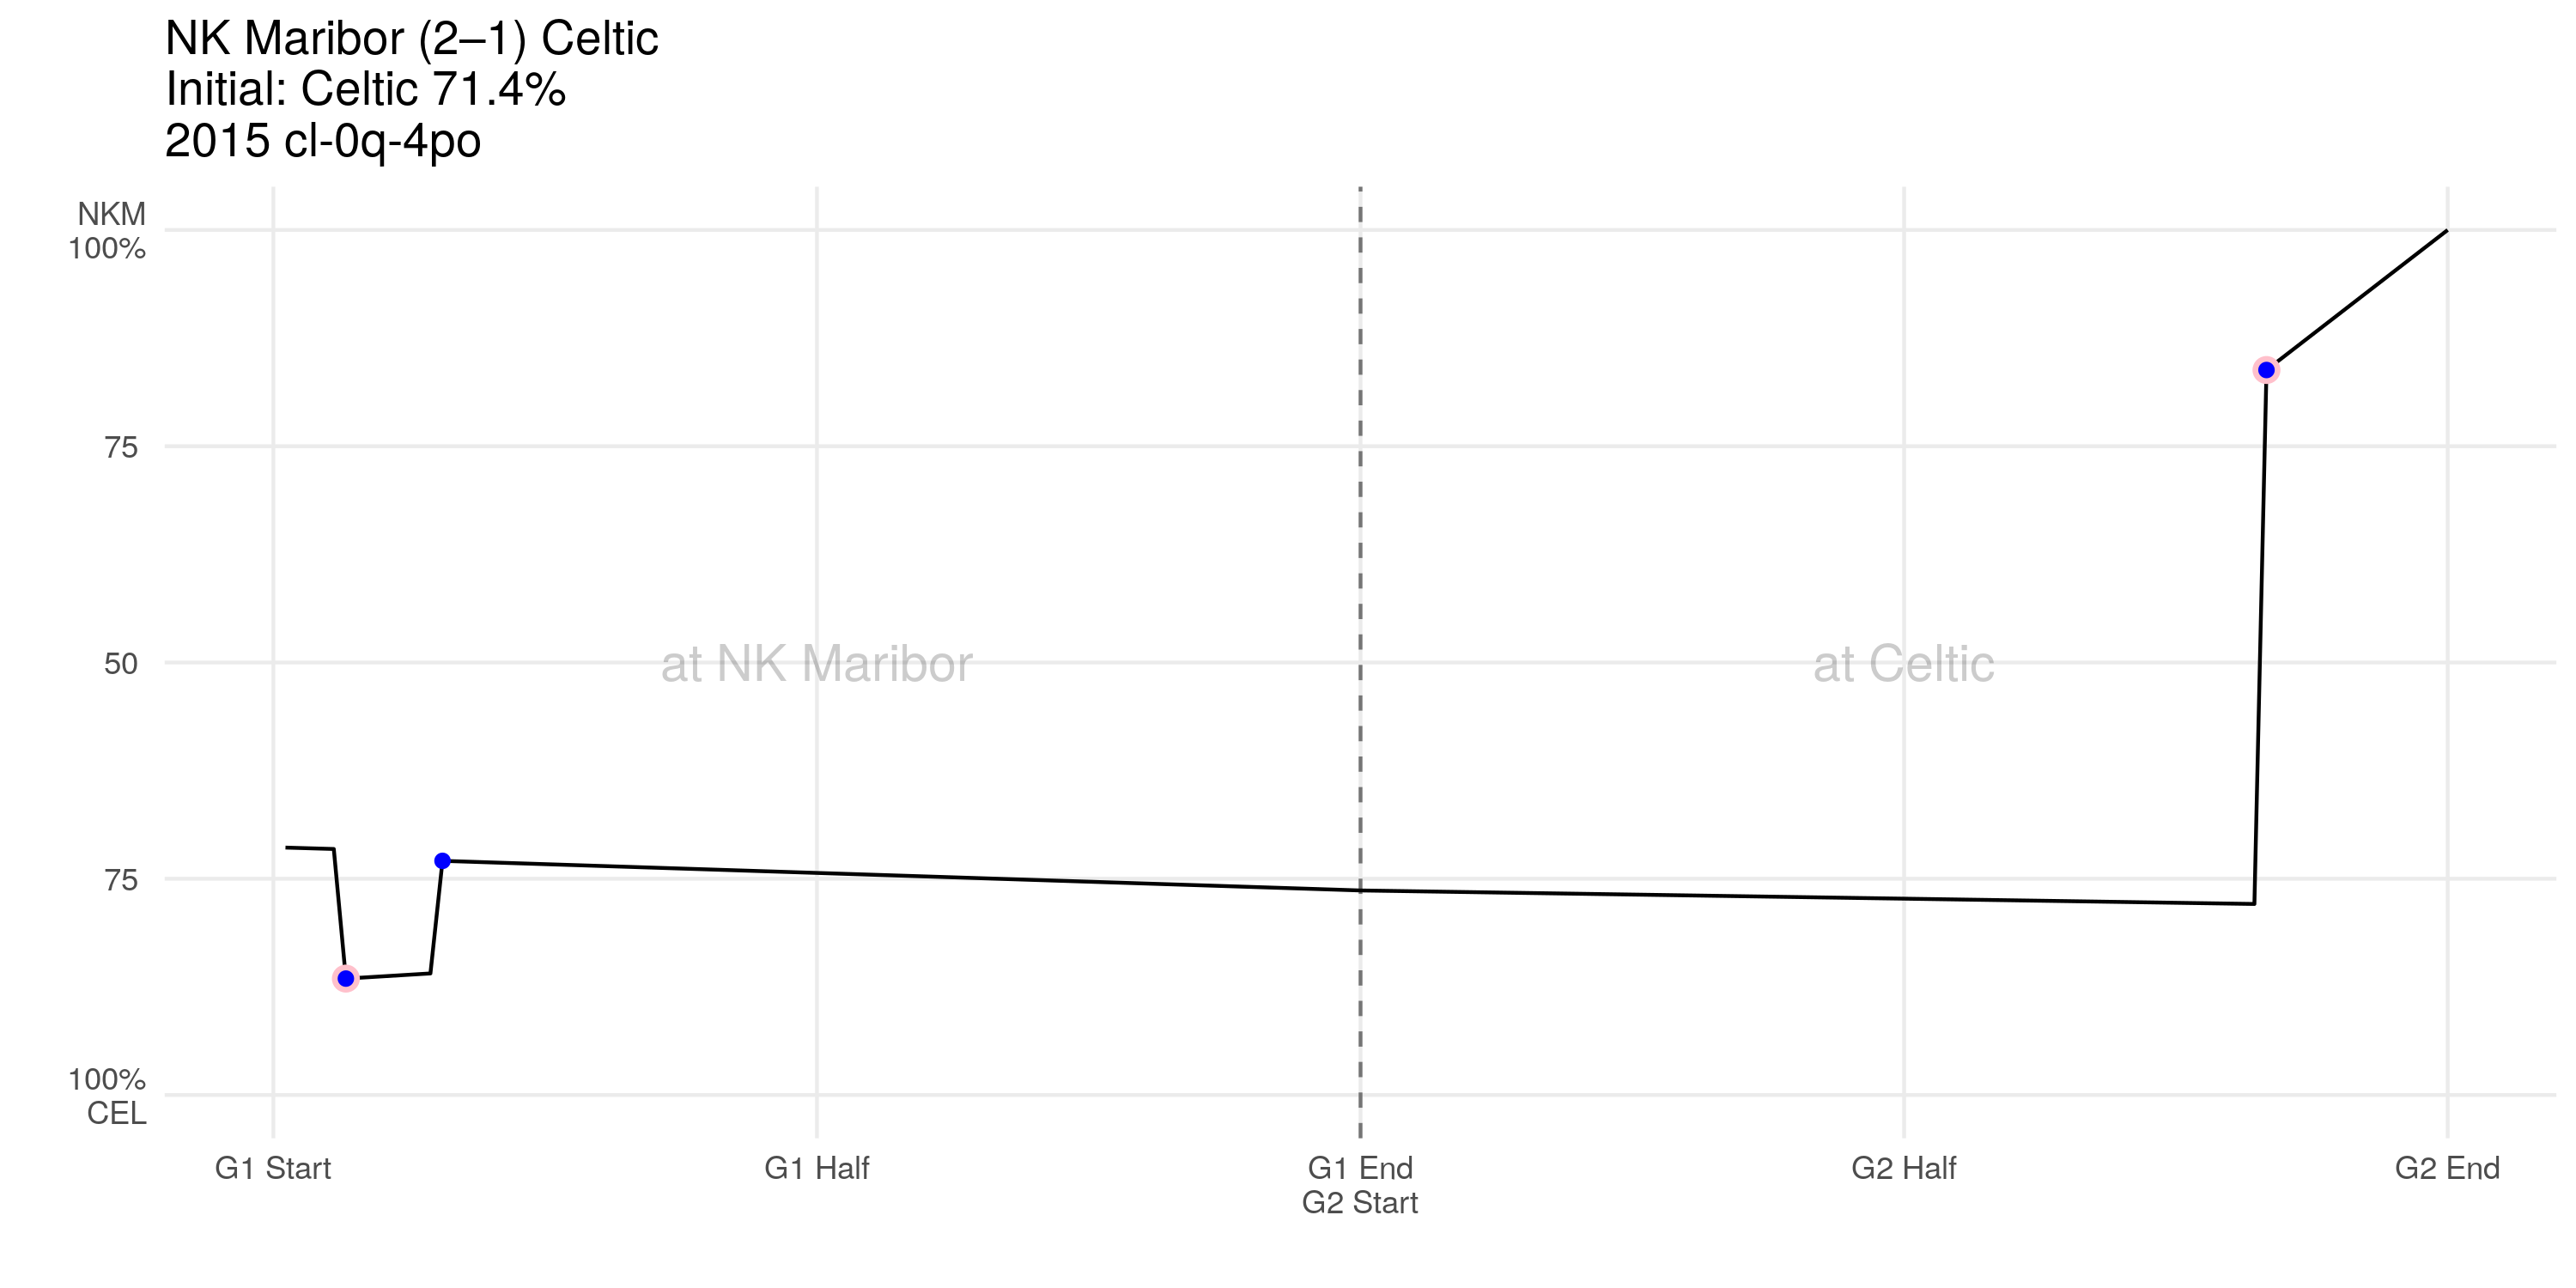 NK Maribor (2–1) Celtic
Initial: Celtic 71.4%
2015 cl-0q-4po
NKM
100%
75
50
75
100%
CEL
at NK Maribor
at Celtic
G1 Start
G1 Half
G1 End
G2 Start
G2 Half
G2 End